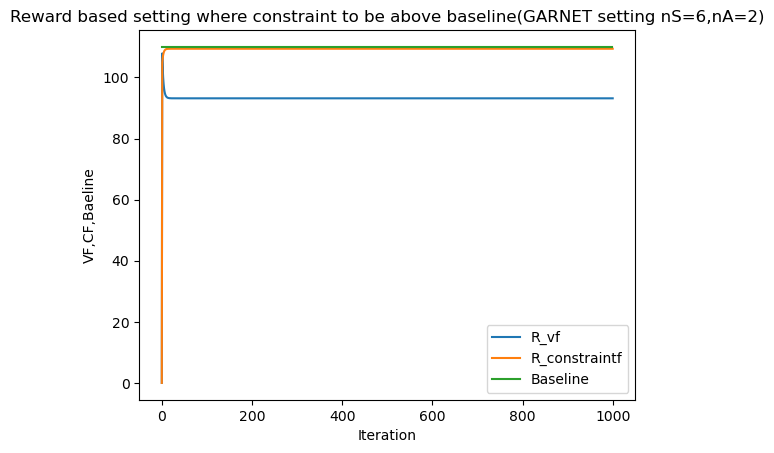 Reward based setting where constraint to be above baseline(GARNET setting nS=6,nA=2)
100
80
60
40
20
0
VF,CF,Baeline
0 200 400 600 800 1000
Iteration
R_vf
R_constraintf
Baseline